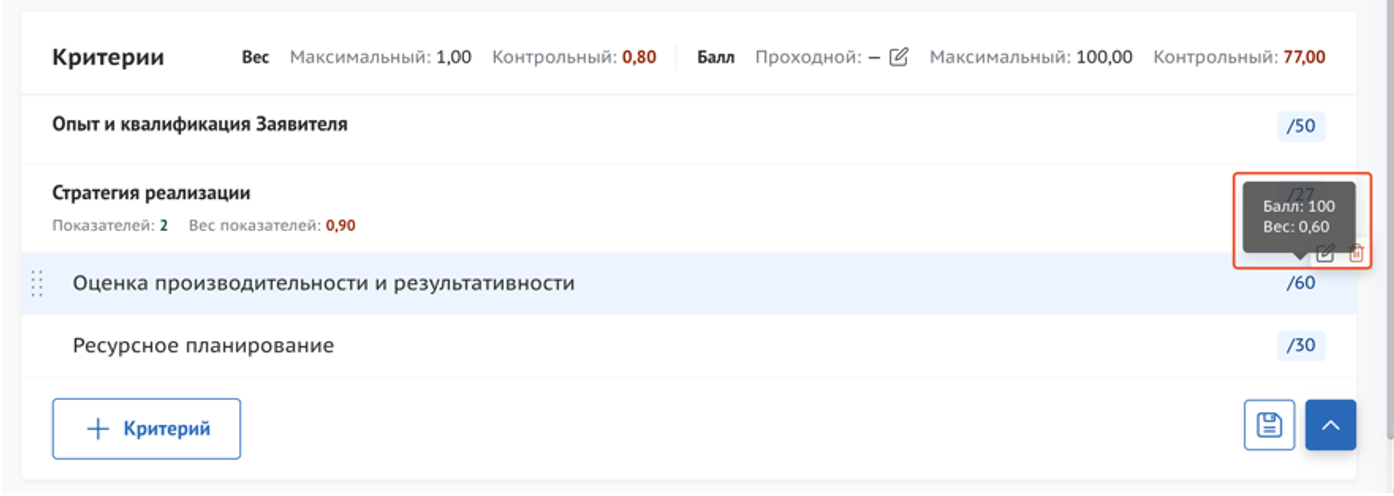 Критерии Вес Максимальный: 1,00 Контрольный: 0,80 Балл Проходной: – Максимальный: 100,00 Контрольный: 77,00
Опыт и квалификация Заявителя /50
Стратегия реализации /27
Показателей: 2 Вес показателей: 0,90
Балл: 100
Вес: 0,60
Оценка производительности и результативности /60
Ресурсное планирование /30
Критерий